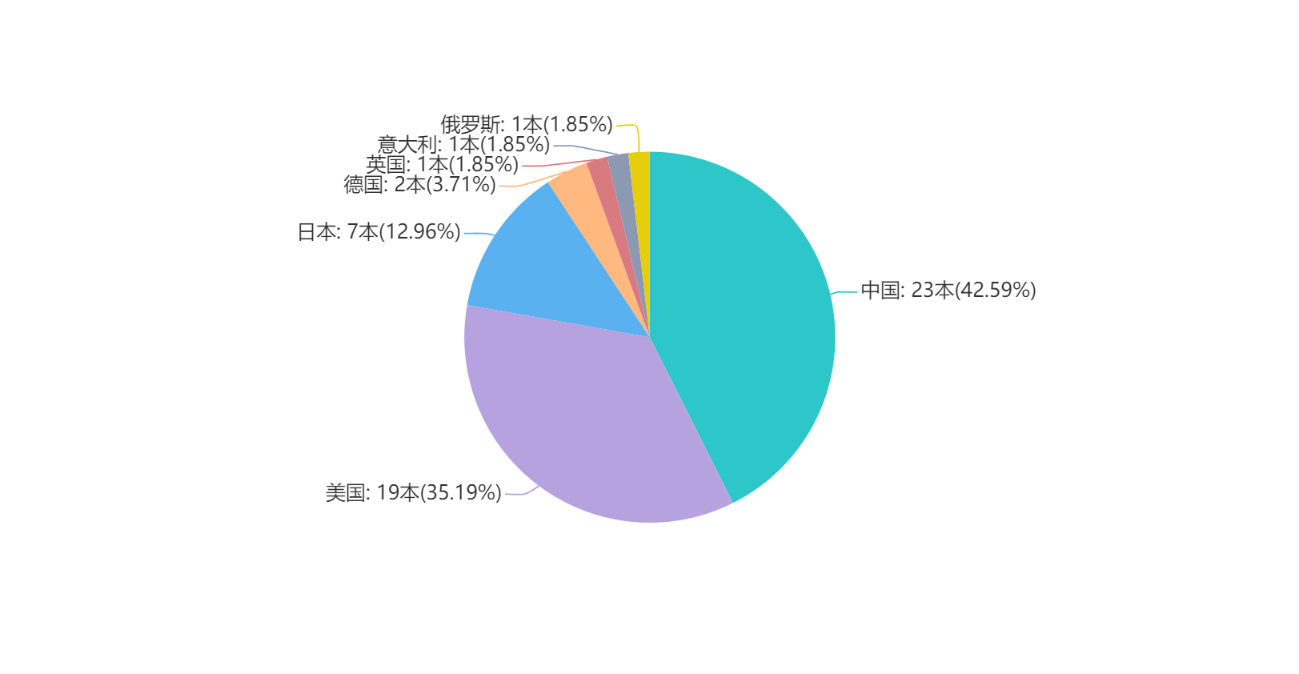 俄罗斯: 1本(1.85%)
意大利: 1本(1.85%)
英国: 1本(1.85%)
德国: 2本(3.71%)
日本: 7本(12.96%)
中国: 23本(42.59%)
美国: 19本(35.19%)